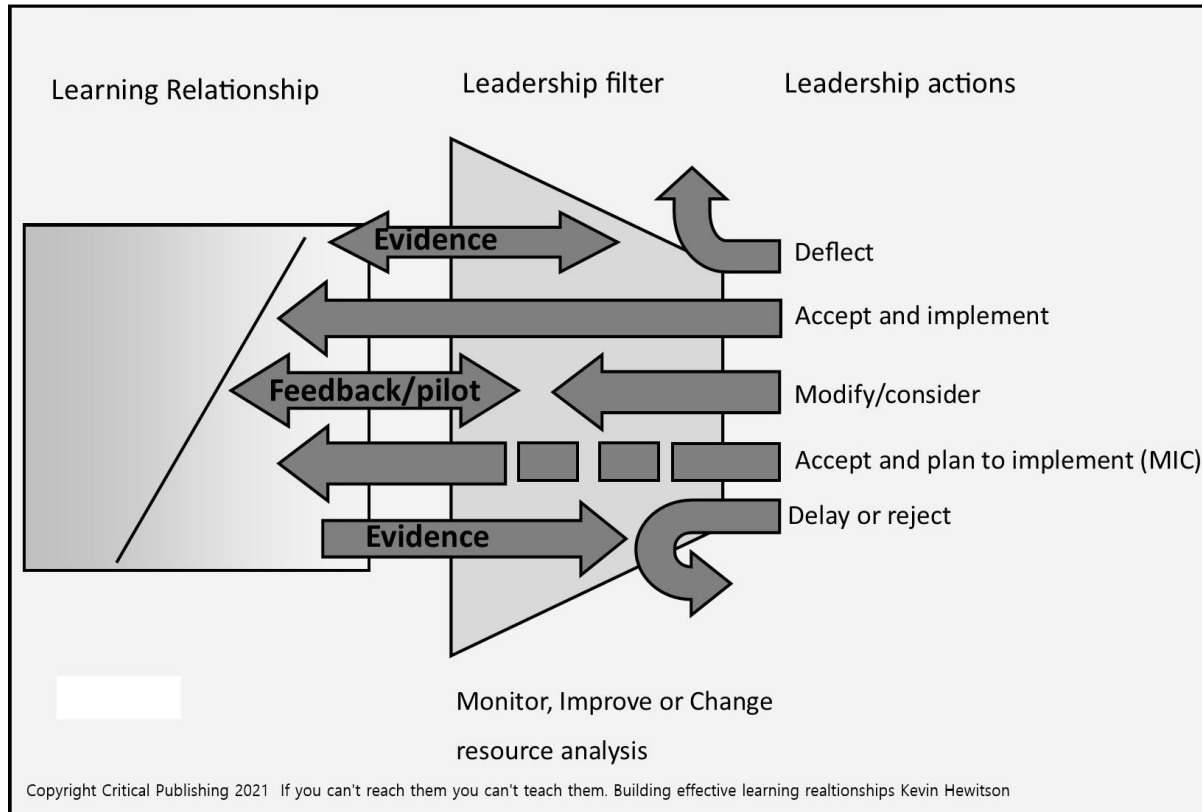 Learning Relationship
Leadership filter
Leadership actions
Evidence
Deflect
Accept and implement
Feedback/pilot
Modify/consider
Accept and plan to implement (MIC)
Delay or reject
Evidence
Monitor, Improve or Change
resource analysis
Copyright Critical Publishing 2021 If you can't reach them you can't teach them. Building effective learning realtionships Kevin Hewitson